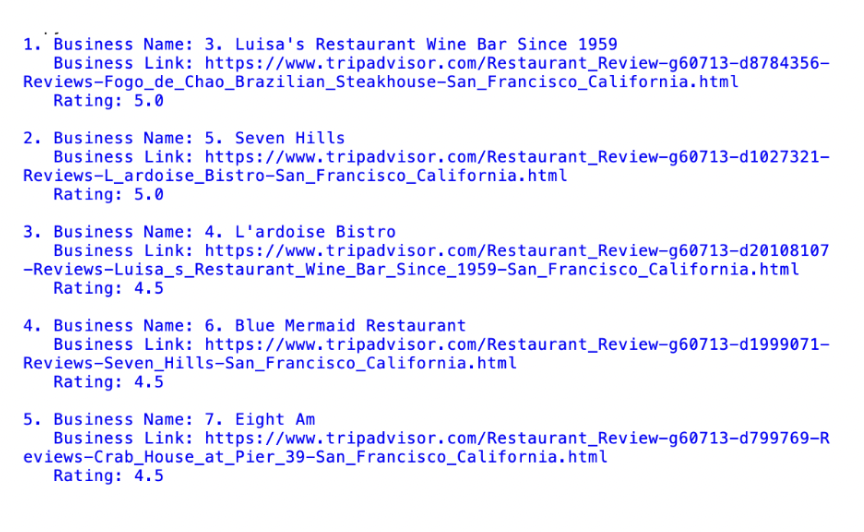 1. Business Name: 3. Luisa's Restaurant Wine Bar Since 1959
Business Link: https://www.tripadvisor.com/Restaurant_Review-g60713-d8784356-
Reviews-Fogo_de_Chao_Brazilian_Steakhouse-San_Francisco_California.html
Rating: 5.0
2. Business Name: 5. Seven Hills
Business Link: https://www.tripadvisor.com/Restaurant_Review-g60713-d1027321-
Reviews-L_ardoise_Bistro-San_Francisco_California.html
Rating: 5.0
3. Business Name: 4. L'ardoise Bistro
Business Link: https://www.tripadvisor.com/Restaurant_Review-g60713-d20108107
-Reviews-Luisa_s_Restaurant_Wine_Bar_Since_1959-San_Francisco_California.html
Rating: 4.5
4. Business Name: 6. Blue Mermaid Restaurant
Business Link: https://www.tripadvisor.com/Restaurant_Review-g60713-d1999071-
Reviews-Seven_Hills-San_Francisco_California.html
Rating: 4.5
5. Business Name: 7. Eight Am
Business Link: https://www.tripadvisor.com/Restaurant_Review-g60713-d799769-R
eviews-Crab_House_at_Pier_39-San_Francisco_California.html
Rating: 4.5